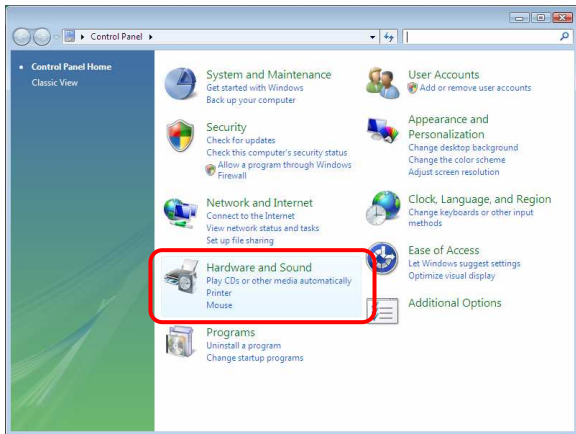 Control Panel
Control Panel Home
Classic View
System and Maintenance
Get started with Windows
Back up your computer
Security
Check for updates
Check this computer's security status
Allow a program through Windows
Firewall
Network and Internet
Connect to the Internet
View network status and tasks
Set up file sharing
Hardware and Sound
Play CDs or other media automatically
Printer
Mouse
Programs
Uninstall a program
Change startup programs
User Accounts
Add or remove user accounts
Appearance and
Personalization
Change desktop background
Change the color scheme
Adjust screen resolution
Clock, Language, and Region
Change keyboards or other input
methods
Ease of Access
Let Windows suggest settings
Optimize visual display
Additional Options